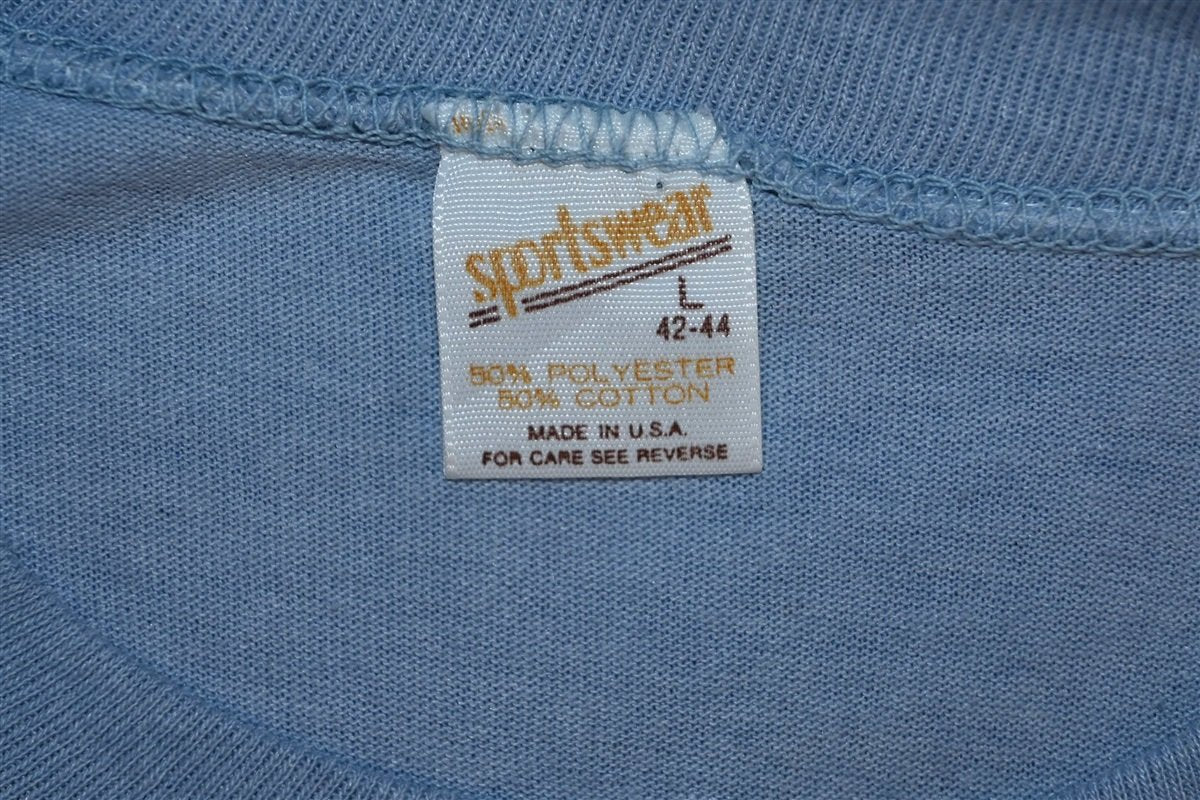 sportswear
L
42-44
50% POLYESTER
50% COTTON
MADE IN U.S.A.
FOR CARE SEE REVERSE